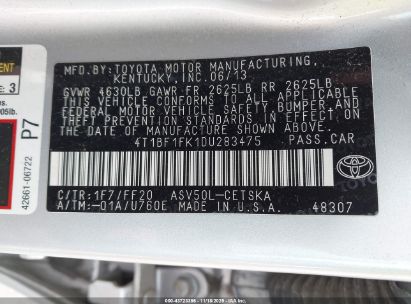 MFD. BY: TOYOTA MOTOR MANUFACTURING,
KENTUCKY, INC. 06/13
GVWR 4630LB GAWR FR 2625LB RR 2625LB
THIS VEHICLE CONFORMS TO ALL APPLICABLE
FEDERAL MOTOR VEHICLE SAFETY, BUMPER, AND
THEFT PREVENTION STANDARDS IN EFFECT ON
THE DATE OF MANUFACTURE SHOWN ABOVE.
4T1BF1FK1DU283475 PASS.CAR
C/TR: 1F7/FF20 ASV50L-CETSKA
A/TM:-01A/U760E MADE IN U.S.A. 48307
TOYOTA
3
P7
42661-06722